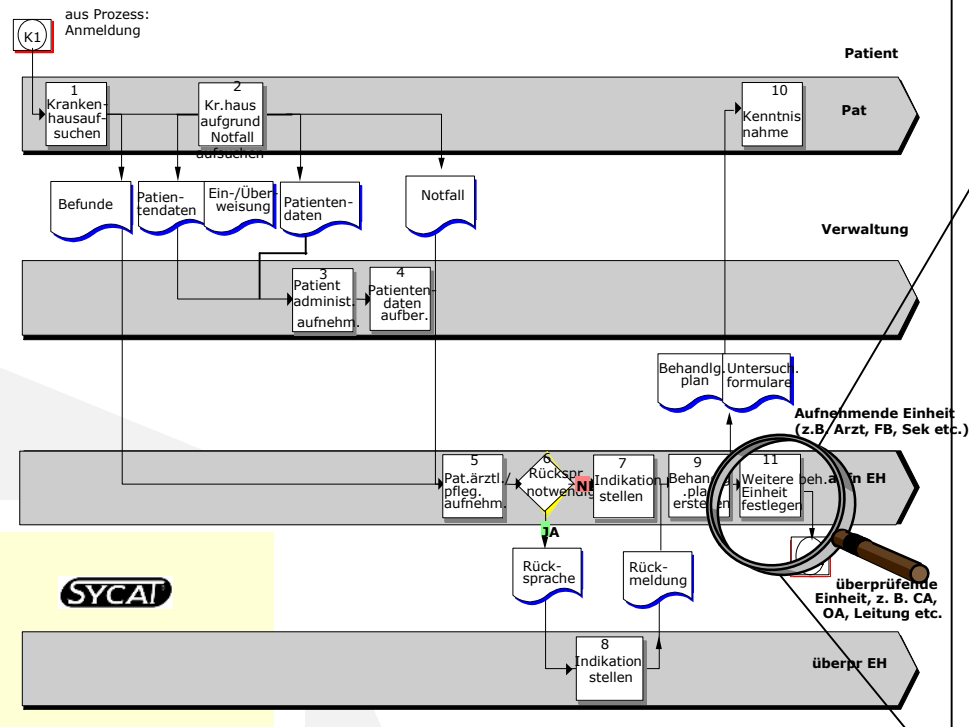 aus Prozess:
Anmeldung
K1
Patient
1
Kranken-
hausauf-
suchen
2
Kr.haus
aufgrund
Notfall
aufsuchen
10
Kenntnis
nahme
Pat
Befunde
Patien-
tendaten
Ein-/Über-
weisung
Patienten-
daten
Notfall
Verwaltung
3
Patient
administ.
aufnehm.
4
Patienten-
daten
aufber.
Behandlg.
plan
Untersuch.
formulare
Aufnehmende Einheit
(z.B. Arzt, FB, Sek etc.)
5
Pat.ärztl./
pfleg.
aufnehm.
6
Rückspr.
notwendig
JA
7
Indikation
stellen
9
Behandlg
.plan
erstellen
11
Weitere beh.
Einheit
festlegen
aufn EH
Rück-
sprache
Rück-
meldung
SYCAT
überprüfende
Einheit, z. B. CA,
OA, Leitung etc.
8
Indikation
stellen
überpr EH